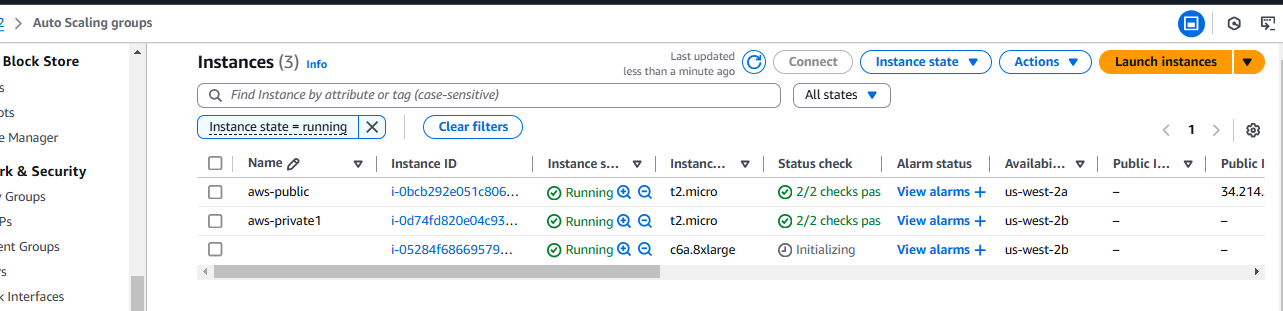 2 > Auto Scaling groups
Block Store
s
ots
e Manager
rk & Security
y Groups
Ps
ent Groups
s
k Interfaces
Instances (3) Info
Last updated
less than a minute ago
Connect
Instance state
Actions
Launch instances
Find Instance by attribute or tag (case-sensitive)
All states
Instance state = running
Clear filters
1
Name Instance ID Instance s... Instanc... Status check Alarm status Availabi... Public I... Public I
aws-public i-0bcb292e051c806... Running t2.micro 2/2 checks pas View alarms + us-west-2a – 34.214.
aws-private1 i-0d74fd820e04c93... Running t2.micro 2/2 checks pas View alarms + us-west-2b – –
i-05284f68669579... Running c6a.8xlarge Initializing View alarms + us-west-2b – –